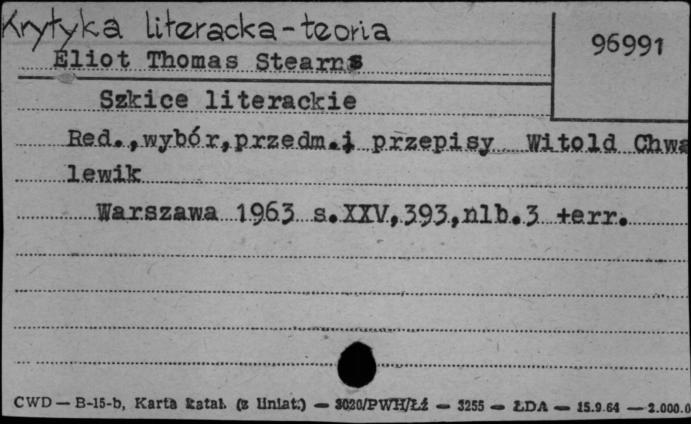 Krytyka literacka-teoria
96991
Eliot Thomas Stearns
Szkice literackie
Red.,wybór,przedm.i przepisy Witold Chwa
lewik
Warszawa 1963 s.XXV,393,nlb.3 +err.
CWD — B-15-b, Karta katal. (z liniat.) — 3020/PWH/Łź — 3255 — ŁDA — 15.9.64 — 2.000.0